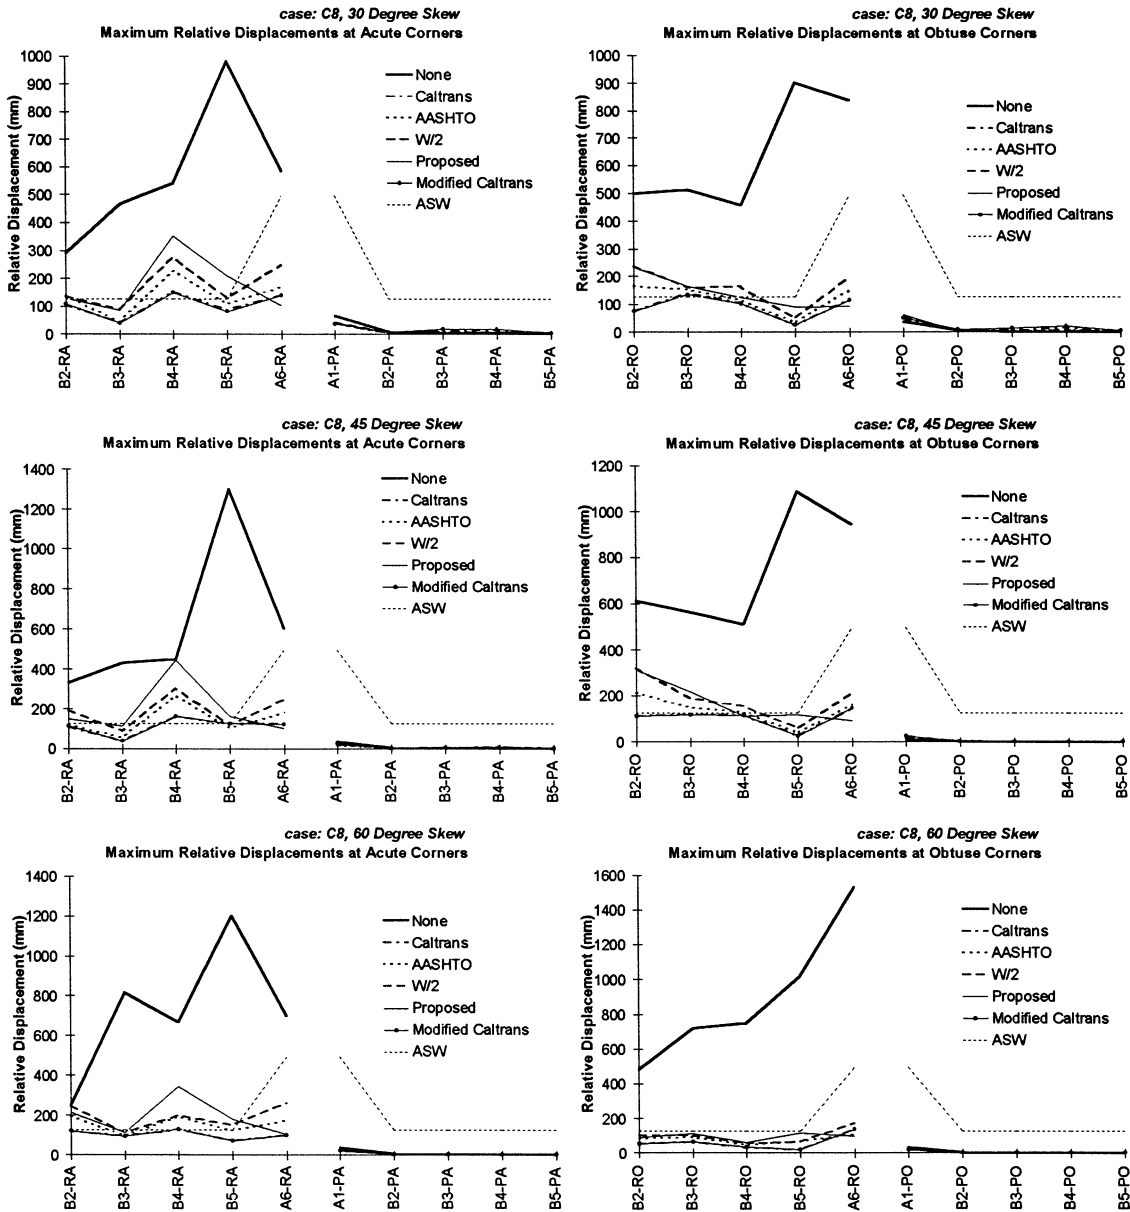 case: C8, 30 Degree Skew
Maximum Relative Displacements at Acute Corners
Relative Displacement (mm)
1000
900
800
700
600
500
400
300
200
100
0
None
Caltrans
AASHTO
W/2
Proposed
Modified Caltrans
ASW
B2-RA
B3-RA
B4-RA
B5-RA
A6-RA
A1-PA
B2-PA
B3-PA
B4-PA
B5-PA
case: C8, 30 Degree Skew
Maximum Relative Displacements at Obtuse Corners
Relative Displacement (mm)
1000
900
800
700
600
500
400
300
200
100
0
None
Caltrans
AASHTO
W/2
Proposed
Modified Caltrans
ASW
B2-RO
B3-RO
B4-RO
B5-RO
A6-RO
A1-PO
B2-PO
B3-PO
B4-PO
B5-PO
case: C8, 45 Degree Skew
Maximum Relative Displacements at Acute Corners
Relative Displacement (mm)
1400
1200
1000
800
600
400
200
0
None
Caltrans
AASHTO
W/2
Proposed
Modified Caltrans
ASW
B2-RA
B3-RA
B4-RA
B5-RA
A6-RA
A1-PA
B2-PA
B3-PA
B4-PA
B5-PA
case: C8, 45 Degree Skew
Maximum Relative Displacements at Obtuse Corners
Relative Displacement (mm)
1200
1000
800
600
400
200
0
None
Caltrans
AASHTO
W/2
Proposed
Modified Caltrans
ASW
B2-RO
B3-RO
B4-RO
B5-RO
A6-RO
A1-PO
B2-PO
B3-PO
B4-PO
B5-PO
case: C8, 60 Degree Skew
Maximum Relative Displacements at Acute Corners
Relative Displacement (mm)
1400
1200
1000
800
600
400
200
0
None
Caltrans
AASHTO
W/2
Proposed
Modified Caltrans
ASW
B2-RA
B3-RA
B4-RA
B5-RA
A6-RA
A1-PA
B2-PA
B3-PA
B4-PA
B5-PA
case: C8, 60 Degree Skew
Maximum Relative Displacements at Obtuse Corners
Relative Displacement (mm)
1600
1400
1200
1000
800
600
400
200
0
None
Caltrans
AASHTO
W/2
Proposed
Modified Caltrans
ASW
B2-RO
B3-RO
B4-RO
B5-RO
A6-RO
A1-PO
B2-PO
B3-PO
B4-PO
B5-PO